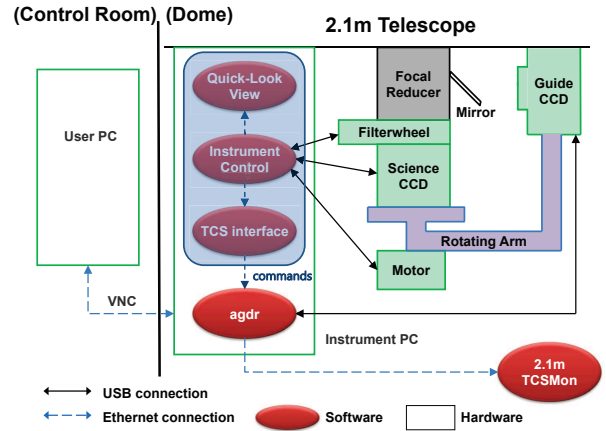 (Control Room)
(Dome)
2.1m Telescope
User PC
Quick-Look
View
Instrument
Control
TCS interface
commands
agdr
Focal
Reducer
Mirror
Guide
CCD
Filterwheel
Science
CCD
Rotating Arm
Motor
VNC
Instrument PC
2.1m
TCSMon
USB connection
Ethernet connection
Software
Hardware